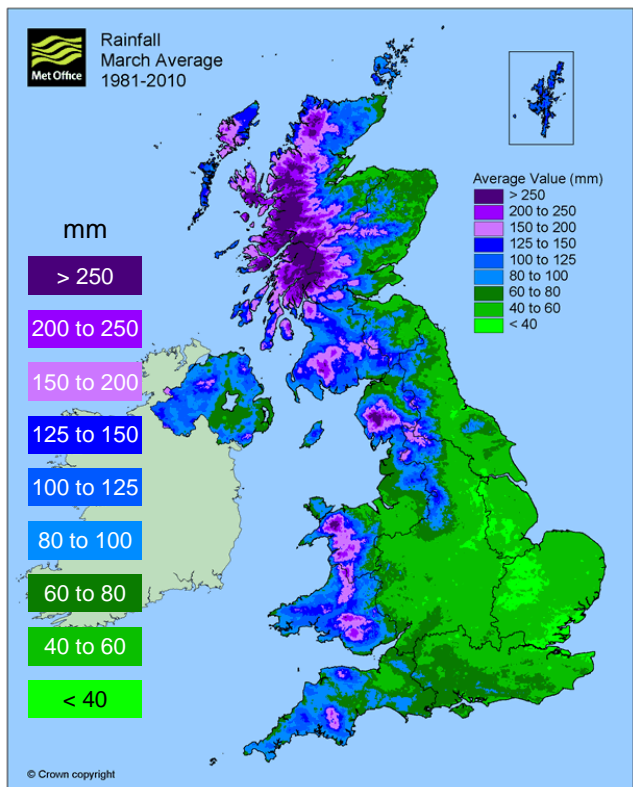 Met Office
Rainfall
March Average
1981-2010
Average Value (mm)
> 250
200 to 250
150 to 200
125 to 150
100 to 125
80 to 100
60 to 80
40 to 60
< 40
mm
> 250
200 to 250
150 to 200
125 to 150
100 to 125
80 to 100
60 to 80
40 to 60
< 40
© Crown copyright